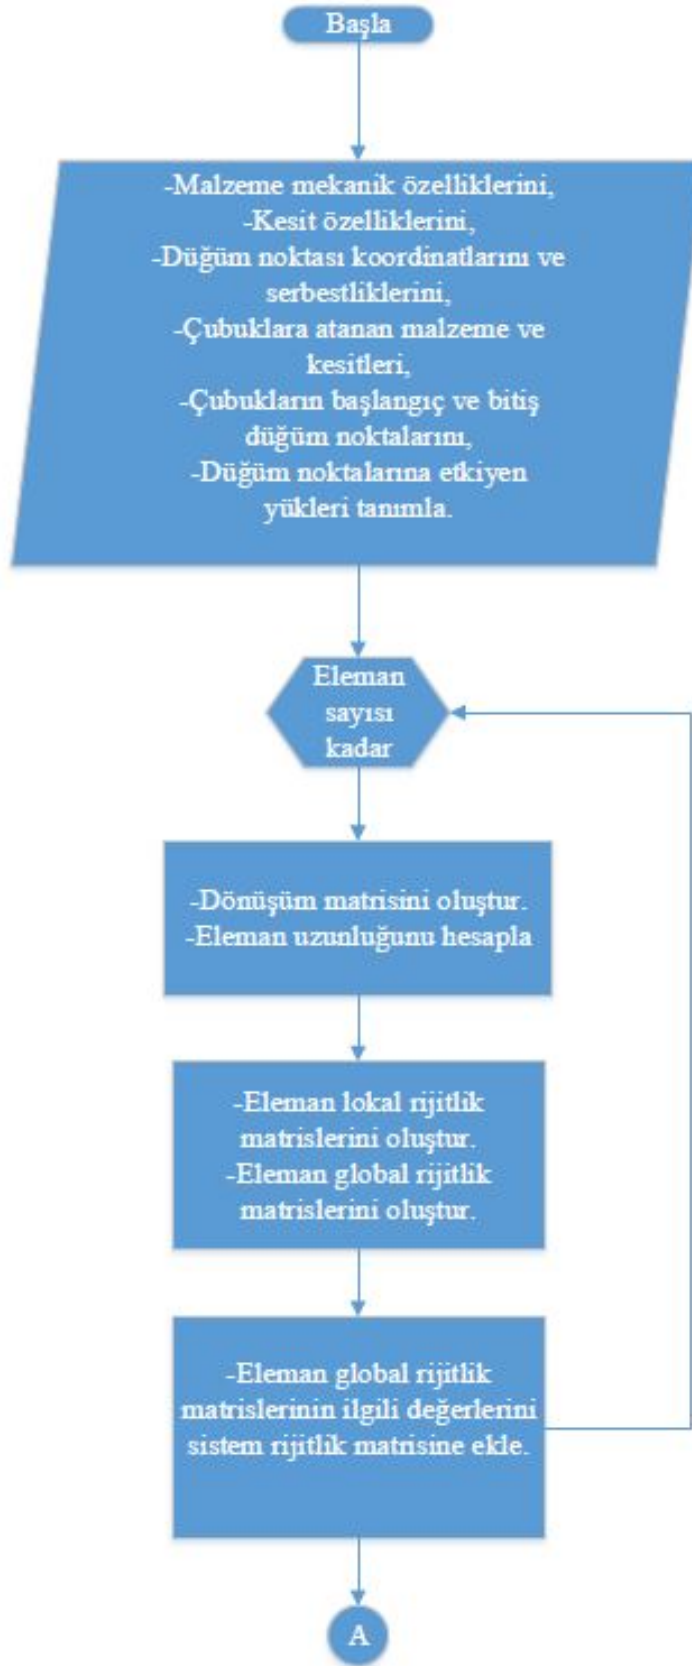 Başla
-Malzeme mekanik özelliklerini,
-Kesit özelliklerini,
-Düğüm noktası koordinatlarını ve
serbestliklerini,
-Çubuklara atanan malzeme ve
kesitleri,
-Çubukların başlangıç ve bitiş
düğüm noktalarını,
-Düğüm noktalarına etkiyen
yükleri tanımla.
Eleman
sayısı
kadar
-Dönüşüm matrisini oluştur.
-Eleman uzunluğunu hesapla
-Eleman lokal rijitlik
matrislerini oluştur.
-Eleman global rijitlik
matrislerini oluştur.
-Eleman global rijitlik
matrislerinin ilgili değerlerini
sistem rijitlik matrisine ekle.
A